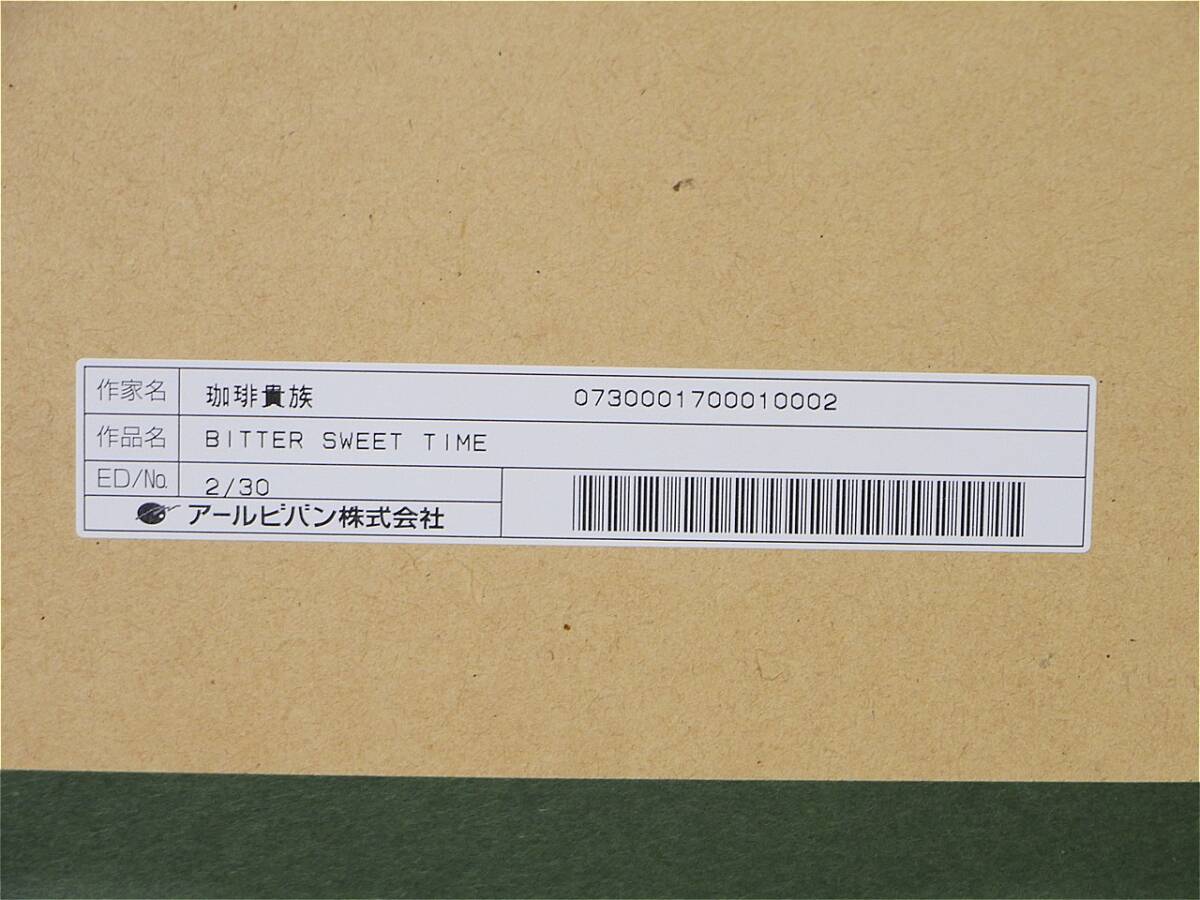 作家名 珈琲貴族 0730001700010002
作品名 BITTER SWEET TIME
ED/No. 2/30
アールビバン株式会社